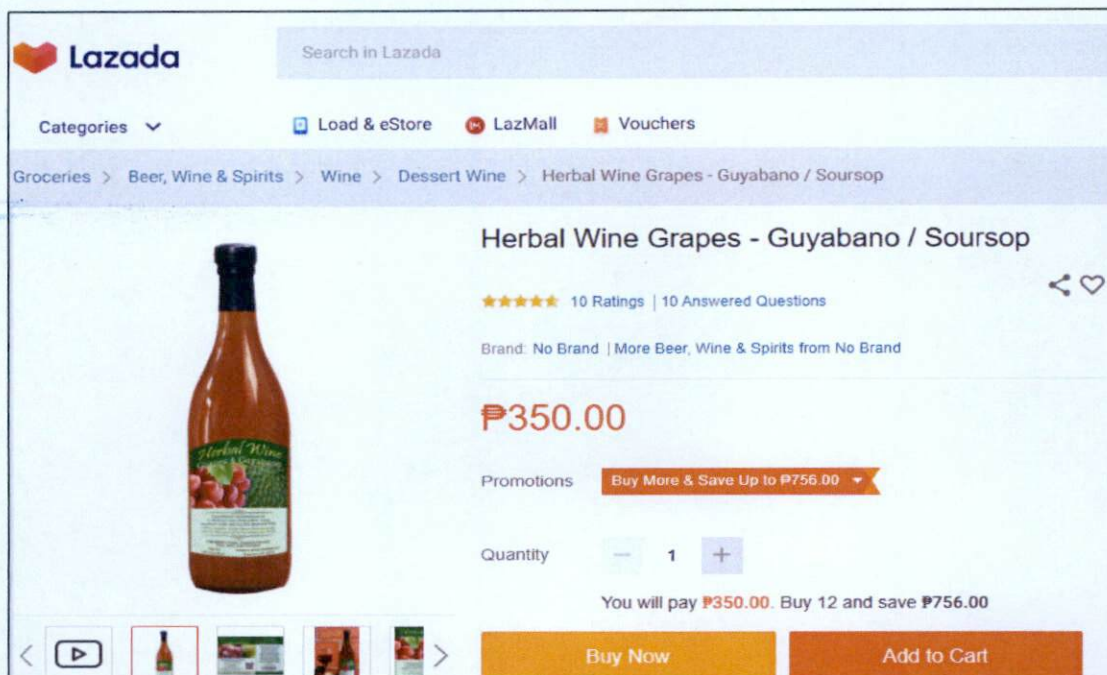 Lazada
Search in Lazada
Categories
Load & eStore
LazMall
Vouchers
Groceries > Beer, Wine & Spirits > Wine > Dessert Wine > Herbal Wine Grapes - Guyabano / Soursop
Herbal Wine Grapes - Guyabano / Soursop
10 Ratings | 10 Answered Questions
Brand: No Brand | More Beer, Wine & Spirits from No Brand
₱350.00
Promotions
Buy More & Save Up to ₱756.00
Quantity
1
You will pay ₱350.00. Buy 12 and save ₱756.00
Buy Now
Add to Cart
Herbal Wine